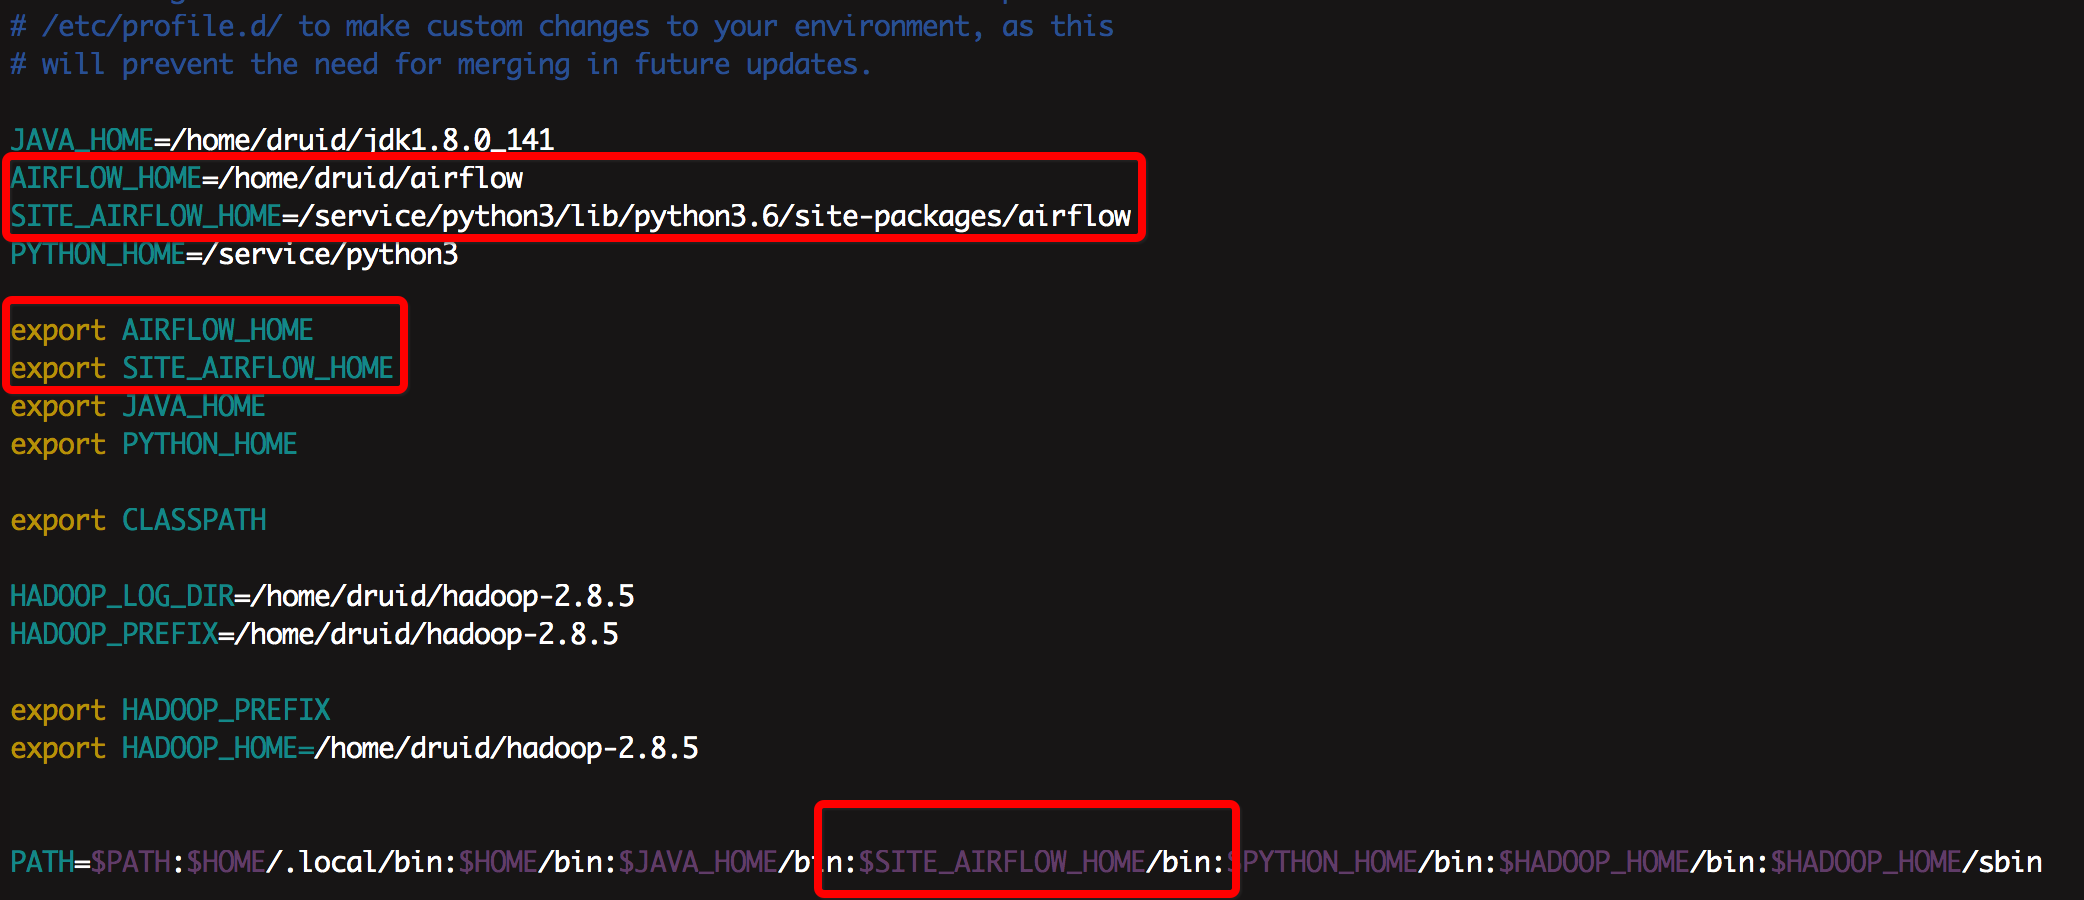 # /etc/profile.d/ to make custom changes to your environment, as this
# will prevent the need for merging in future updates.
JAVA_HOME=/home/druid/jdk1.8.0_141
AIRFLOW_HOME=/home/druid/airflow
SITE_AIRFLOW_HOME=/service/python3/lib/python3.6/site-packages/airflow
PYTHON_HOME=/service/python3
export AIRFLOW_HOME
export SITE_AIRFLOW_HOME
export JAVA_HOME
export PYTHON_HOME
export CLASSPATH
HADOOP_LOG_DIR=/home/druid/hadoop-2.8.5
HADOOP_PREFIX=/home/druid/hadoop-2.8.5
export HADOOP_PREFIX
export HADOOP_HOME=/home/druid/hadoop-2.8.5
PATH=$PATH:$HOME/.local/bin:$HOME/bin:$JAVA_HOME/bin:$SITE_AIRFLOW_HOME/bin:$PYTHON_HOME/bin:$HADOOP_HOME/bin:$HADOOP_HOME/sbin